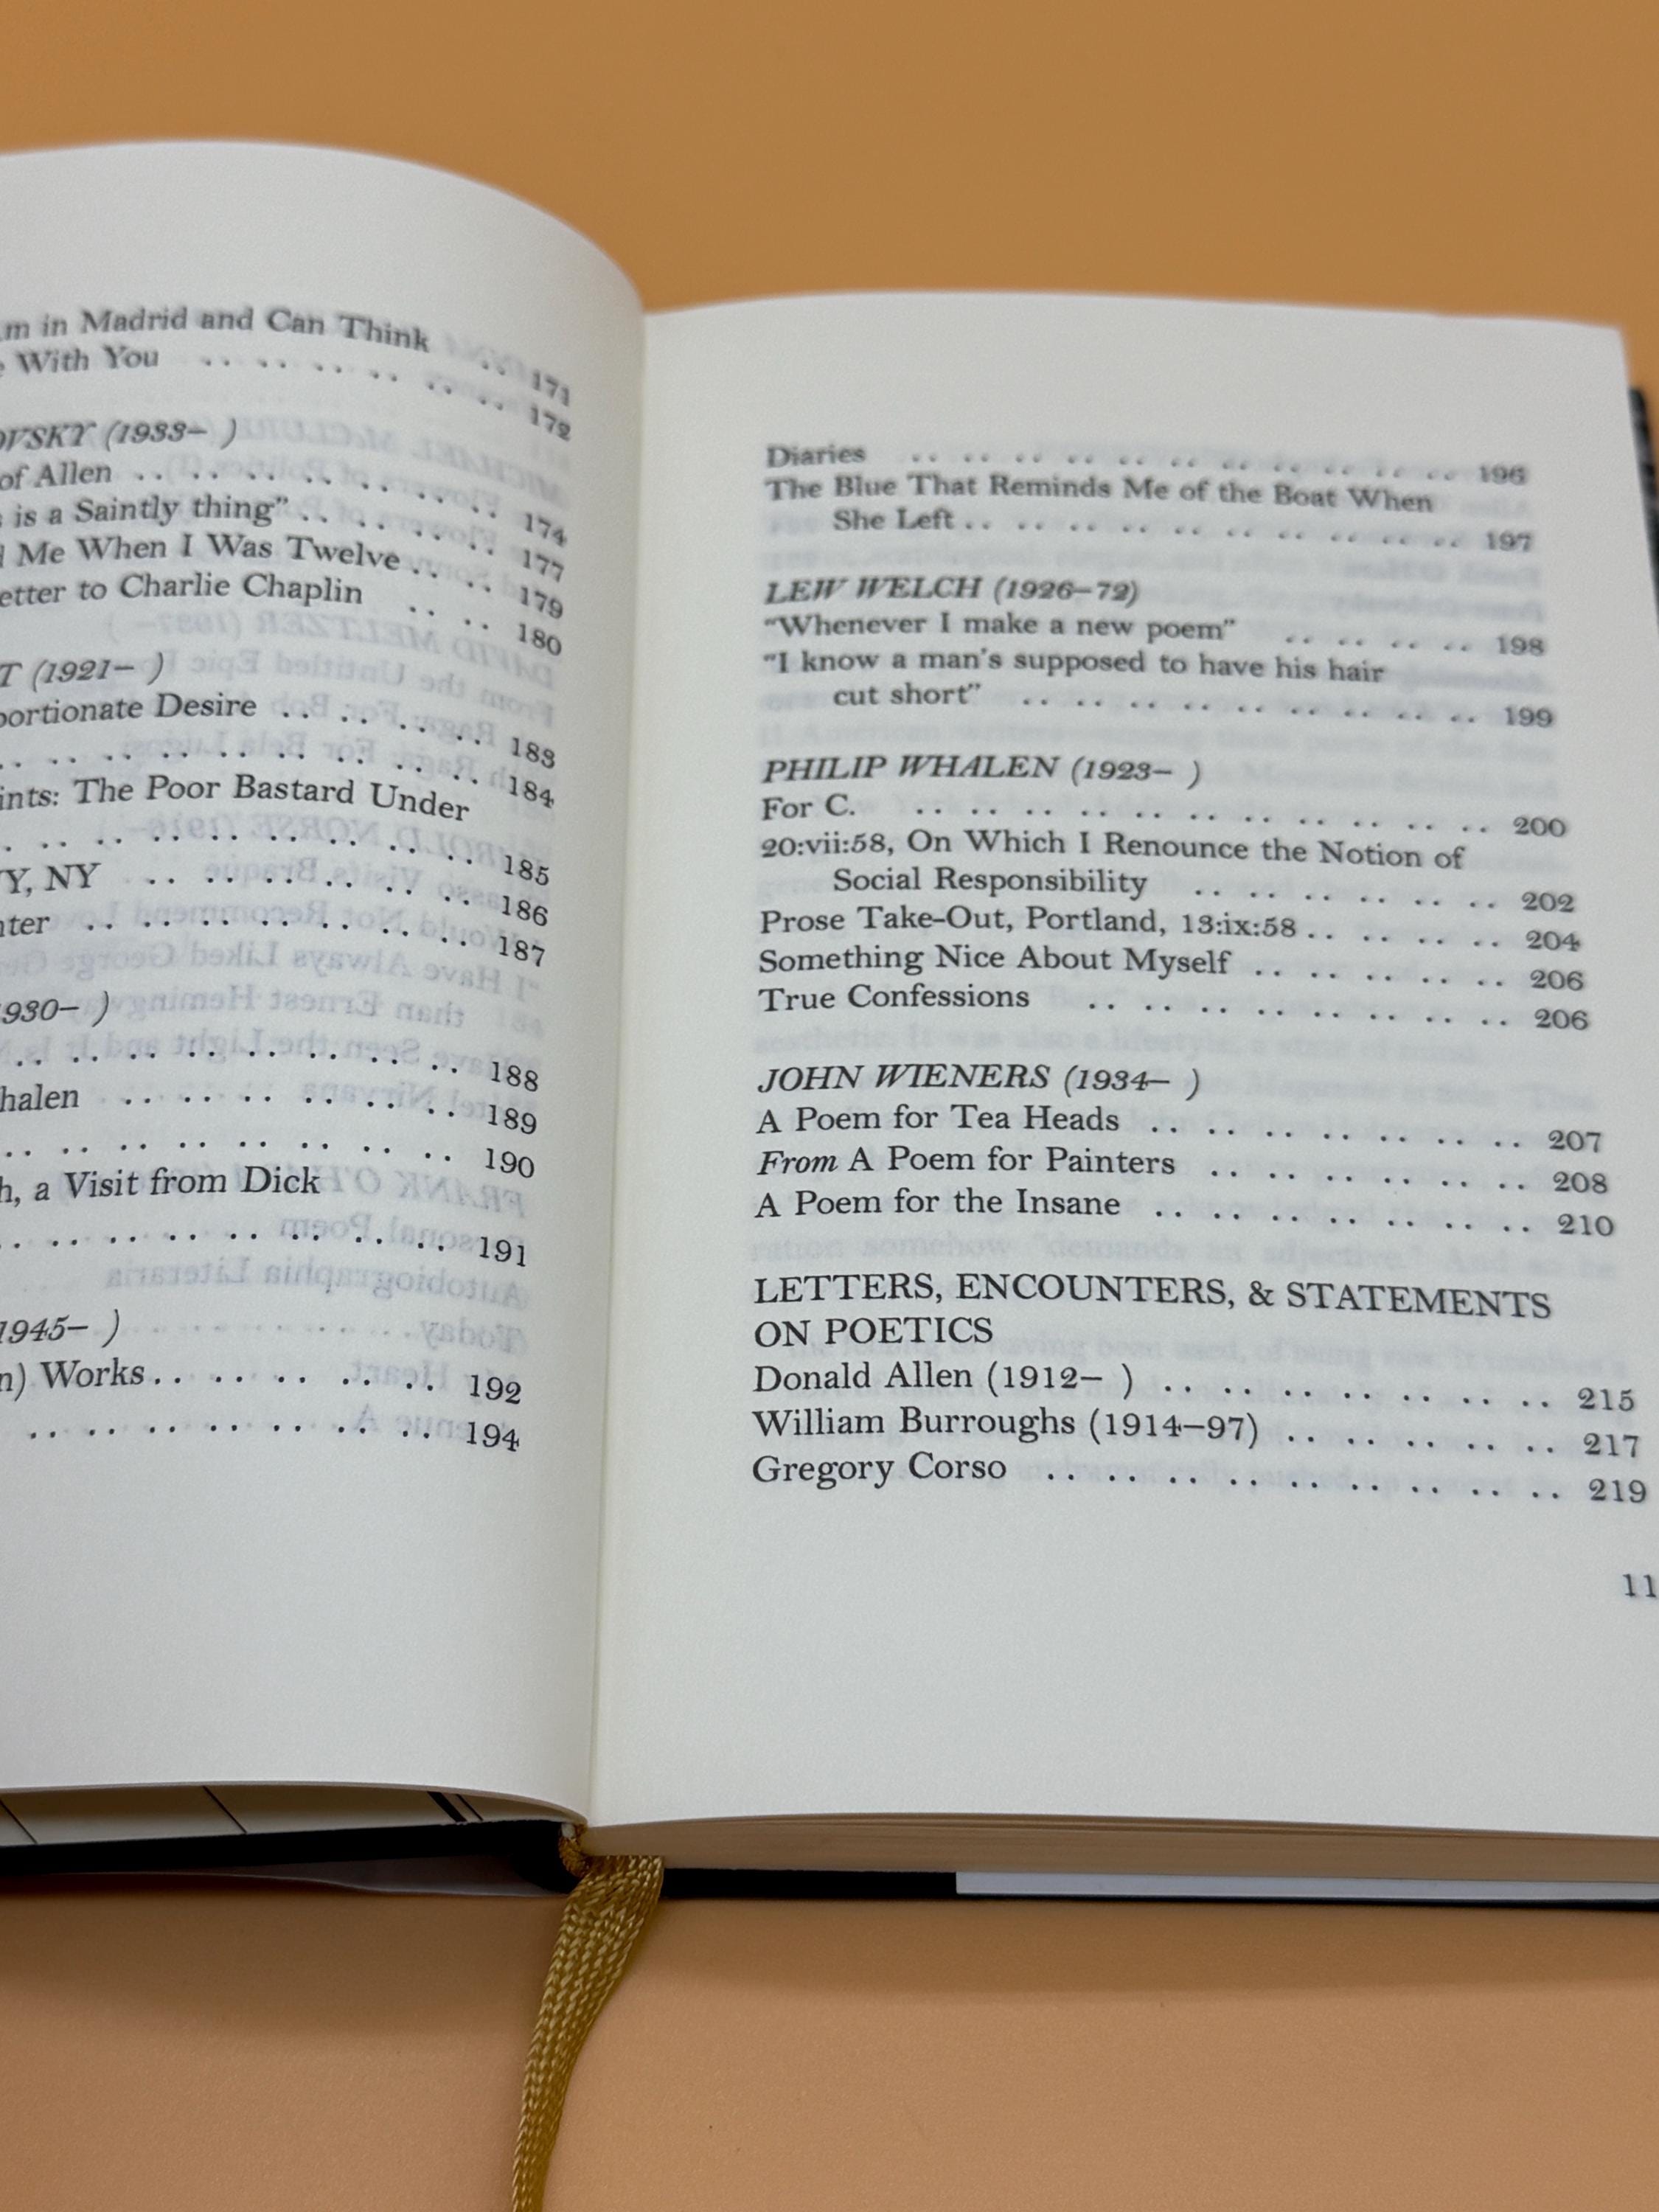 m in Madrid and Can Think .. 171
With You .. .. .. .. .. .. 172
VSKY (1933– )
of Allen .. .. .. .. .. .. .. 174
is a Saintly thing” .. .. .. .. 177
Me When I Was Twelve .. .. 179
etter to Charlie Chaplin .. .. 180
T (1921– )
portionate Desire .. .. .. .. 183
.. .. .. .. .. .. .. .. .. 184
ints: The Poor Bastard Under
. .. .. .. .. .. .. .. .. 185
Y, NY .. .. .. .. .. .. 186
nter .. .. .. .. .. .. .. 187
930– )
.. .. .. .. .. .. .. .. 188
halen .. .. .. .. .. .. 189
.. .. .. .. .. .. .. .. 190
h, a Visit from Dick
. .. .. .. .. .. .. .. 191
1945– )
n) Works.. .. .. .. .. 192
.. .. .. .. .. .. .. 194
Diaries .. .. .. .. .. .. .. .. .. .. .. 196
The Blue That Reminds Me of the Boat When
She Left .. .. .. .. .. .. .. .. .. .. 197
LEW WELCH (1926–72)
“Whenever I make a new poem” .. .. .. .. 198
“I know a man’s supposed to have his hair
cut short” .. .. .. .. .. .. .. .. .. 199
PHILIP WHALEN (1923– )
For C. .. .. .. .. .. .. .. .. .. .. .. 200
20:vii:58, On Which I Renounce the Notion of
Social Responsibility .. .. .. .. .. .. 202
Prose Take-Out, Portland, 13:ix:58 .. .. .. .. 204
Something Nice About Myself .. .. .. .. .. 206
True Confessions .. .. .. .. .. .. .. .. 206
JOHN WIENERS (1934– )
A Poem for Tea Heads .. .. .. .. .. .. .. 207
From A Poem for Painters .. .. .. .. .. .. 208
A Poem for the Insane .. .. .. .. .. .. .. 210
LETTERS, ENCOUNTERS, & STATEMENTS
ON POETICS
Donald Allen (1912– ) .. .. .. .. .. .. .. 215
William Burroughs (1914–97) .. .. .. .. .. 217
Gregory Corso .. .. .. .. .. .. .. .. .. 219
11